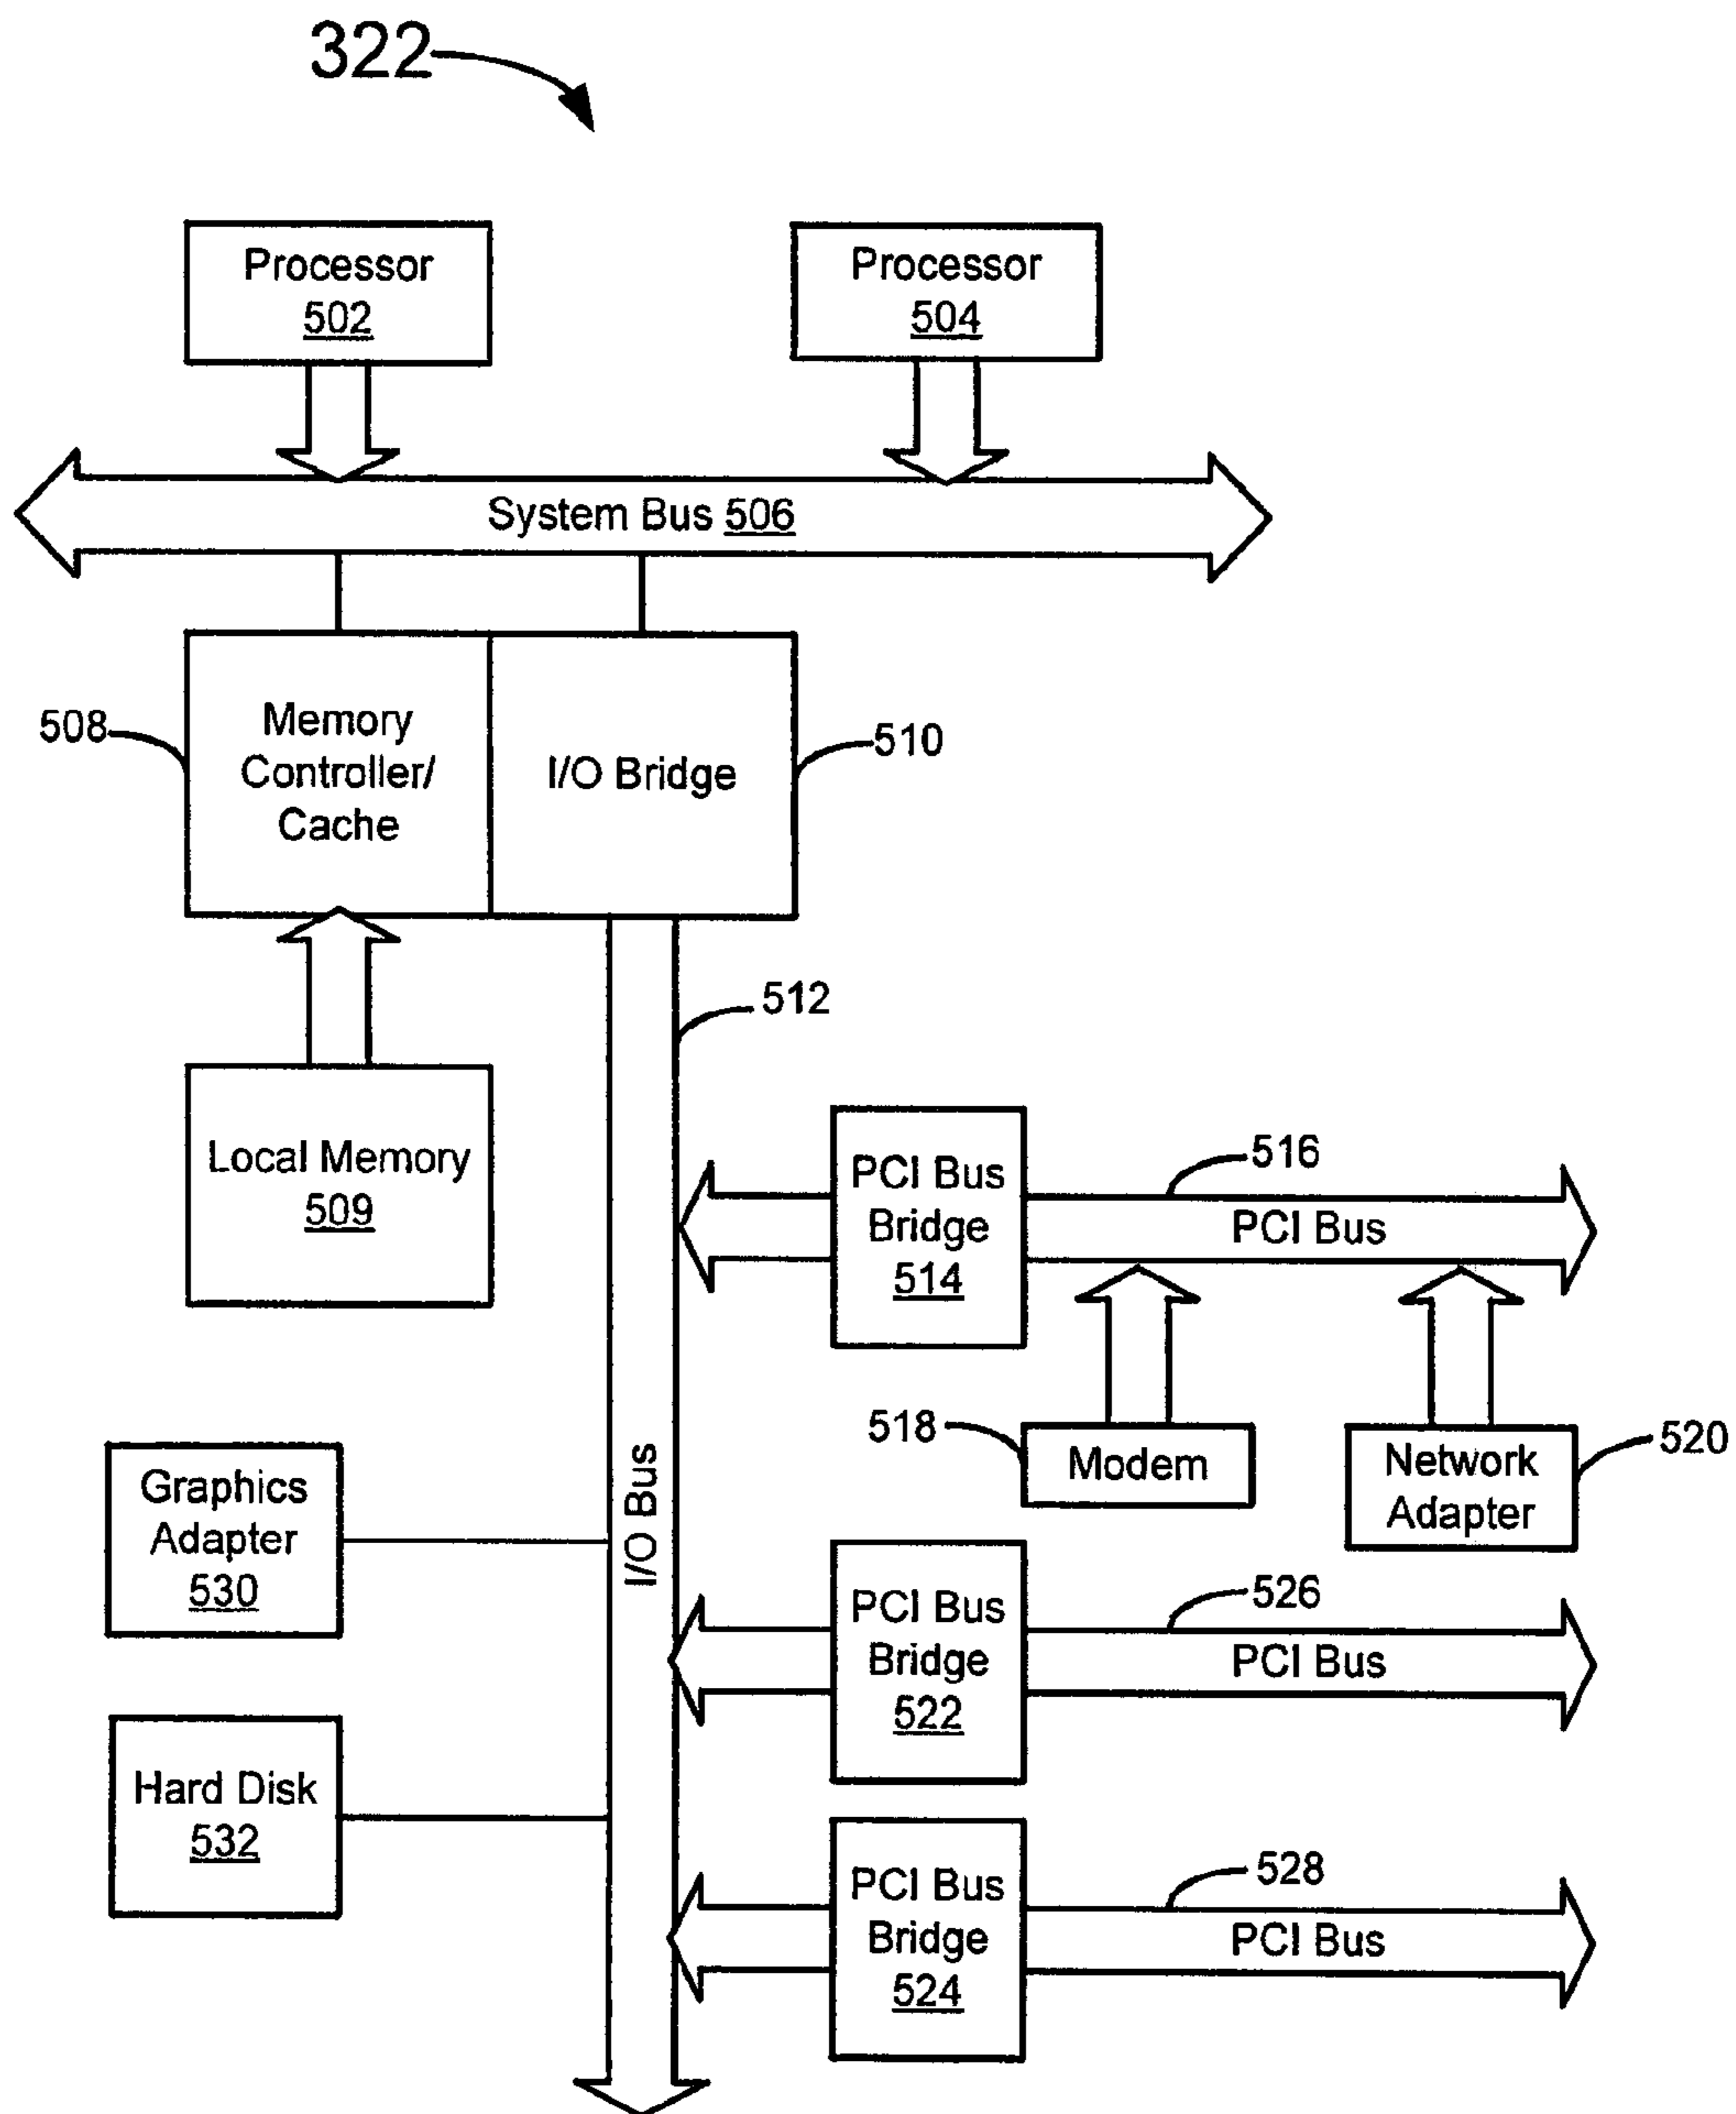 322
Processor
502
Processor
504
System Bus 506
508
Memory
Controller/
Cache
I/O Bridge
510
512
Local Memory
509
PCI Bus
Bridge
514
516
PCI Bus
518
Modem
Network
Adapter
520
I/O Bus
Graphics
Adapter
530
PCI Bus
Bridge
522
526
PCI Bus
Hard Disk
532
PCI Bus
Bridge
524
528
PCI Bus